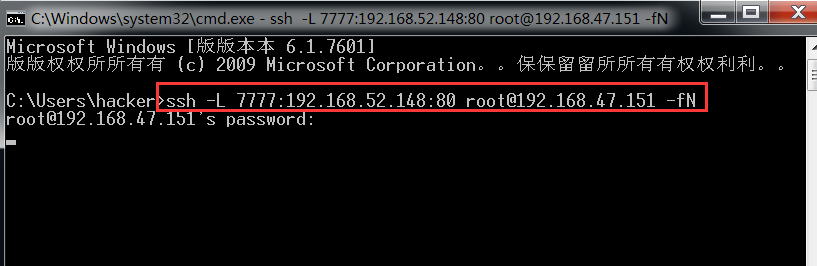 C:\Windows\system32\cmd.exe - ssh  -L 7777:192.168.52.148:80 root@192.168.47.151 -fN
Microsoft Windows [版版本本 6.1.7601]
版版权权所所有有 (c) 2009 Microsoft Corporation。。保保留留所所有有权权利利。。
C:\Users\hacker>ssh -L 7777:192.168.52.148:80 root@192.168.47.151 -fN
root@192.168.47.151's password: